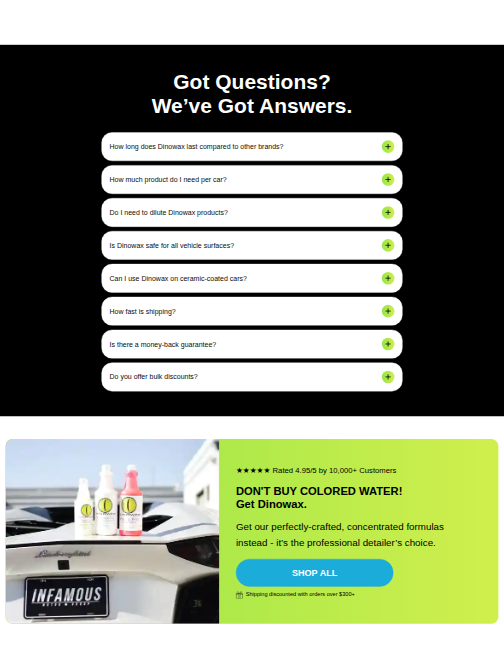 Got Questions?
We've Got Answers.
How long does Dinowax last compared to other brands?
How much product do I need per car?
Do I need to dilute Dinowax products?
Is Dinowax safe for all vehicle surfaces?
Can I use Dinowax on ceramic-coated cars?
How fast is shipping?
Is there a money-back guarantee?
Do you offer bulk discounts?
★★★★★ Rated 4.95/5 by 10,000+ Customers
DON'T BUY COLORED WATER!
Get Dinowax.
Get our perfectly-crafted, concentrated formulas
instead - it's the professional detailer's choice.
SHOP ALL
Shipping discounted with orders over $300+
Lamborghini
INFAMOUS